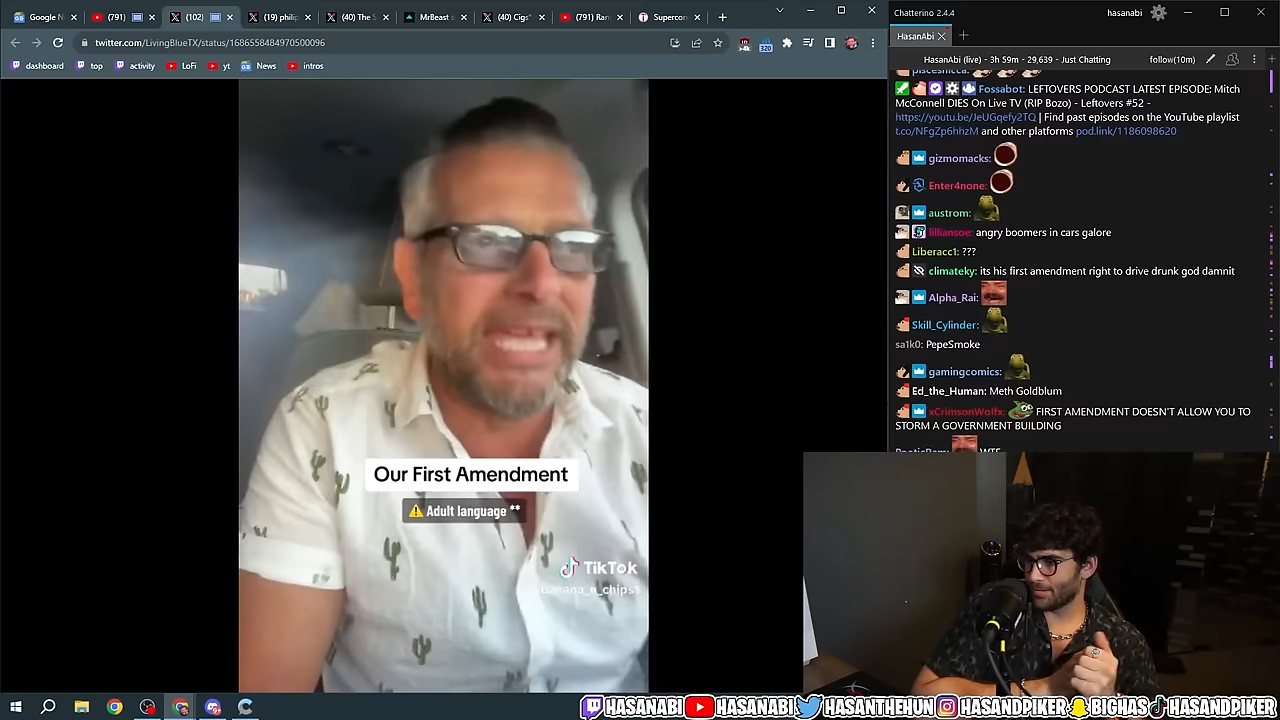 Google N
(791)
(102)
(19) philip
(40) The S
MrBeast s
(40) Cigs"
(791) Ran
Supercon
twitter.com/LivingBlueTX/status/1686558484970500096
dashboard
top
activity
LoFi
yt
News
intros
Our First Amendment
Adult language **
TikTok
Chatterino 2.4.4
hasanabi
HasanAbi
HasanAbi (live) - 3h 59m - 29,639 - Just Chatting
follow(10m)
Fossabot: LEFTOVERS PODCAST LATEST EPISODE: Mitch
McConnell DIES On Live TV (RIP Bozo) - Leftovers #52 -
https://youtu.be/JeUGqefy2TQ | Find past episodes on the YouTube playlist
t.co/NFgZp6hhzM and other platforms pod.link/1186098620
gizmomacks:
Enter4none:
austrom:
lilliansoe: angry boomers in cars galore
Liberacc1: ???
climateky: its his first amendment right to drive drunk god damnit
Alpha_Rai:
Skill_Cylinder:
sa1k0: PepeSmoke
gamingcomics:
Ed_the_Human: Meth Goldblum
xCrimsonWolfx: FIRST AMENDMENT DOESN'T ALLOW YOU TO
STORM A GOVERNMENT BUILDING
HASANABI HASANABI HASANTHEHUN HASANDPIKER BIGHAS HASANDPIKER